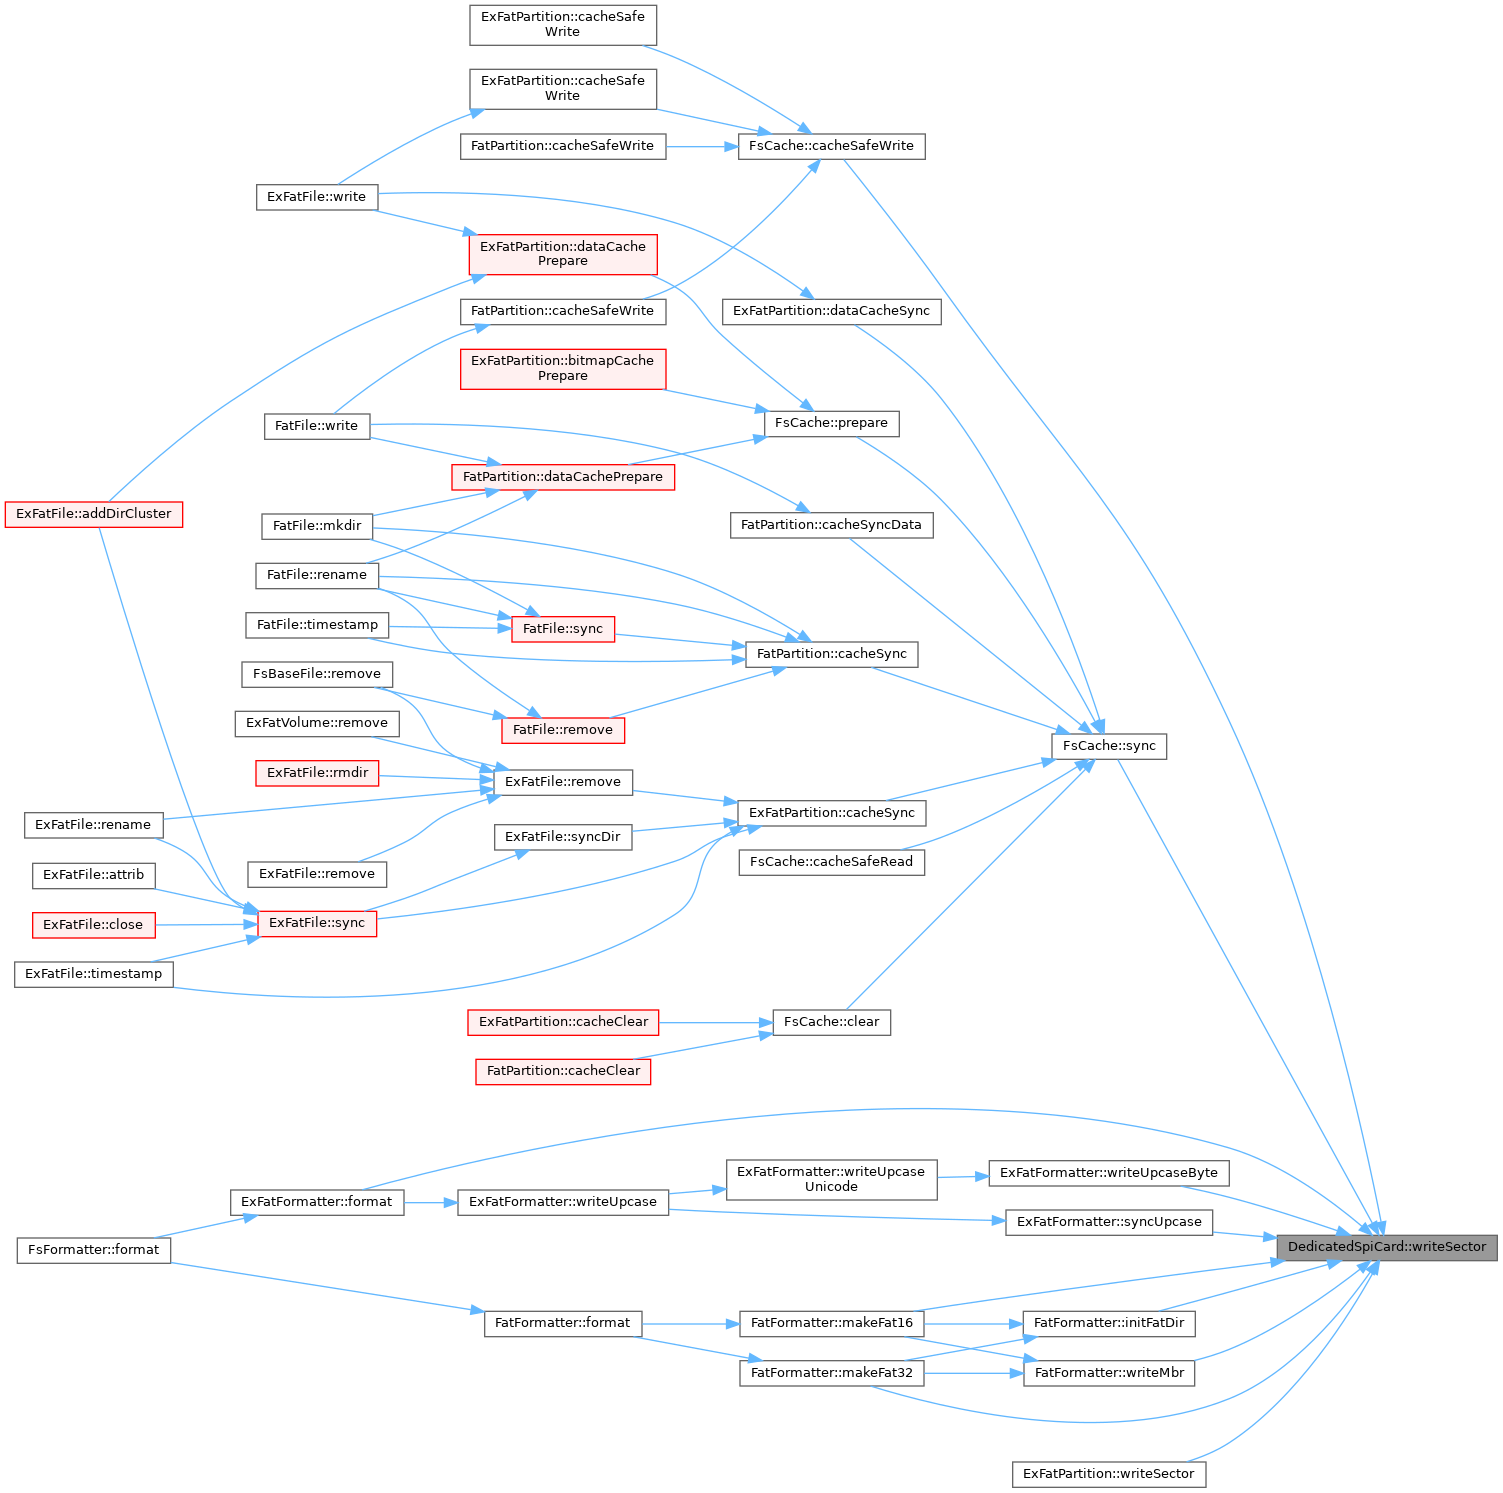 ExFatPartition::cacheSafe
Write
ExFatPartition::cacheSafe
Write
FatPartition::cacheSafeWrite
FsCache::cacheSafeWrite
ExFatFile::write
ExFatPartition::dataCache
Prepare
FatPartition::cacheSafeWrite
ExFatPartition::dataCacheSync
ExFatPartition::bitmapCache
Prepare
FatFile::write
FsCache::prepare
FatPartition::dataCachePrepare
ExFatFile::addDirCluster
FatFile::mkdir
FatPartition::cacheSyncData
FatFile::rename
FatFile::timestamp
FatFile::sync
FatPartition::cacheSync
FsBaseFile::remove
ExFatVolume::remove
FatFile::remove
FsCache::sync
ExFatFile::rmdir
ExFatFile::remove
ExFatFile::rename
ExFatPartition::cacheSync
ExFatFile::syncDir
FsCache::cacheSafeRead
ExFatFile::attrib
ExFatFile::remove
ExFatFile::close
ExFatFile::sync
ExFatFile::timestamp
ExFatPartition::cacheClear
FsCache::clear
FatPartition::cacheClear
ExFatFormatter::writeUpcase
Unicode
ExFatFormatter::writeUpcaseByte
ExFatFormatter::format
ExFatFormatter::writeUpcase
ExFatFormatter::syncUpcase
FsFormatter::format
DedicatedSpiCard::writeSector
FatFormatter::format
FatFormatter::makeFat16
FatFormatter::initFatDir
FatFormatter::makeFat32
FatFormatter::writeMbr
ExFatPartition::writeSector